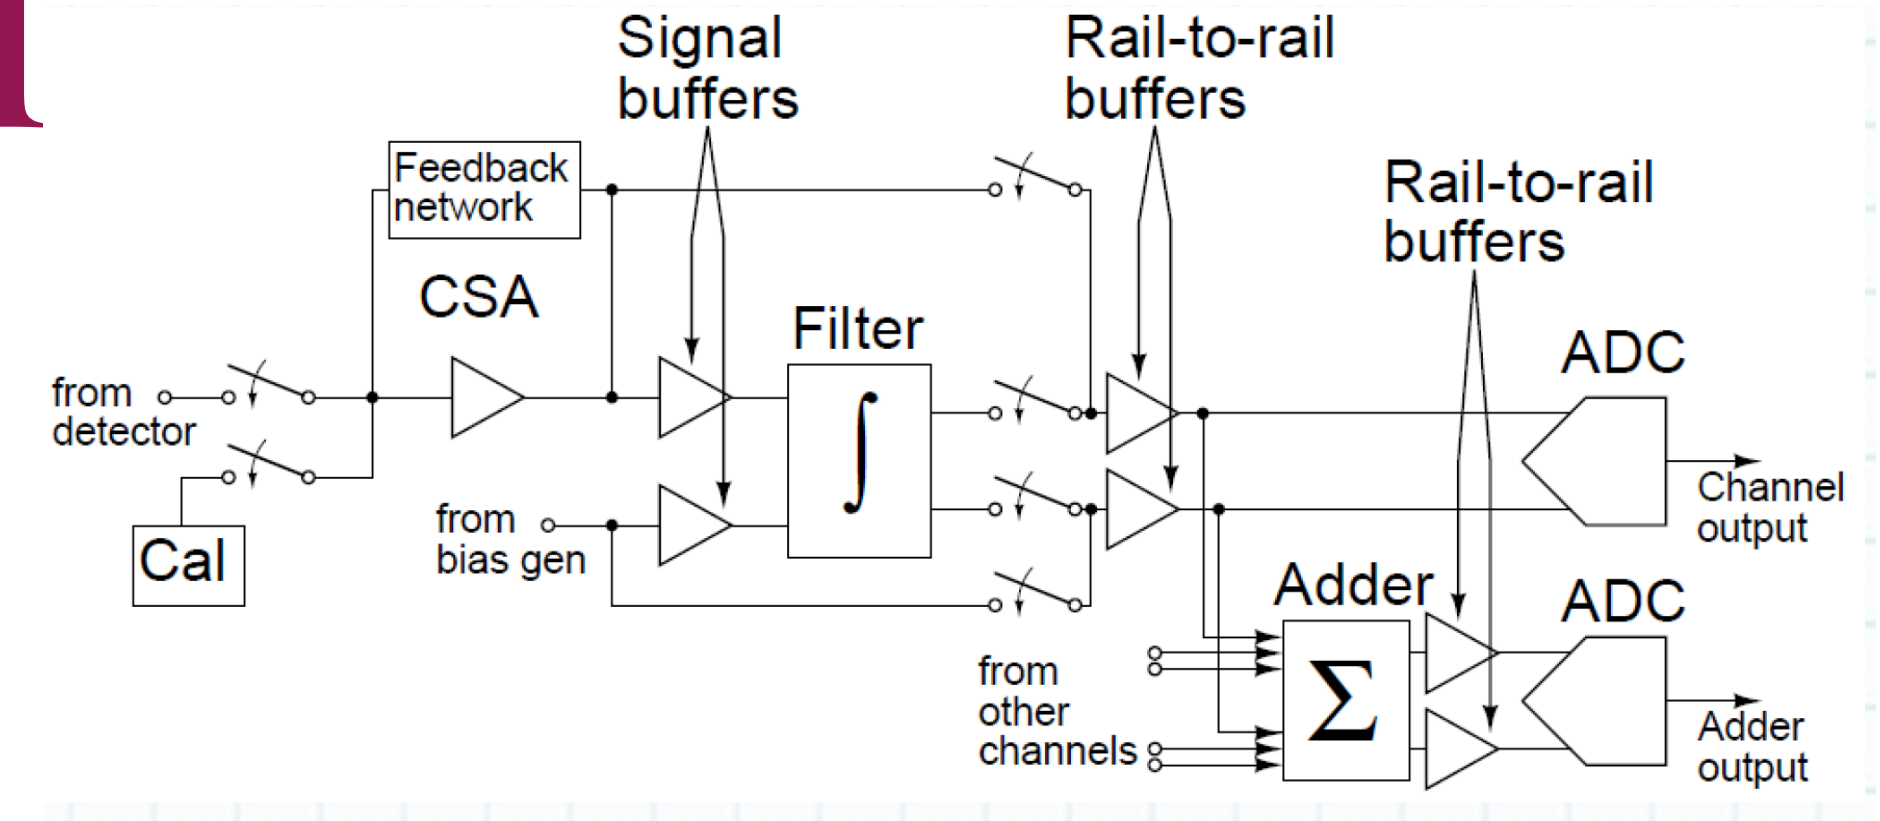 Signal
buffers
Rail-to-rail
buffers
Rail-to-rail
buffers
Feedback
network
CSA
Filter
ADC
from
detector
∫
Channel
output
from
bias gen
Cal
Adder
ADC
from
other
channels
Σ
Adder
output